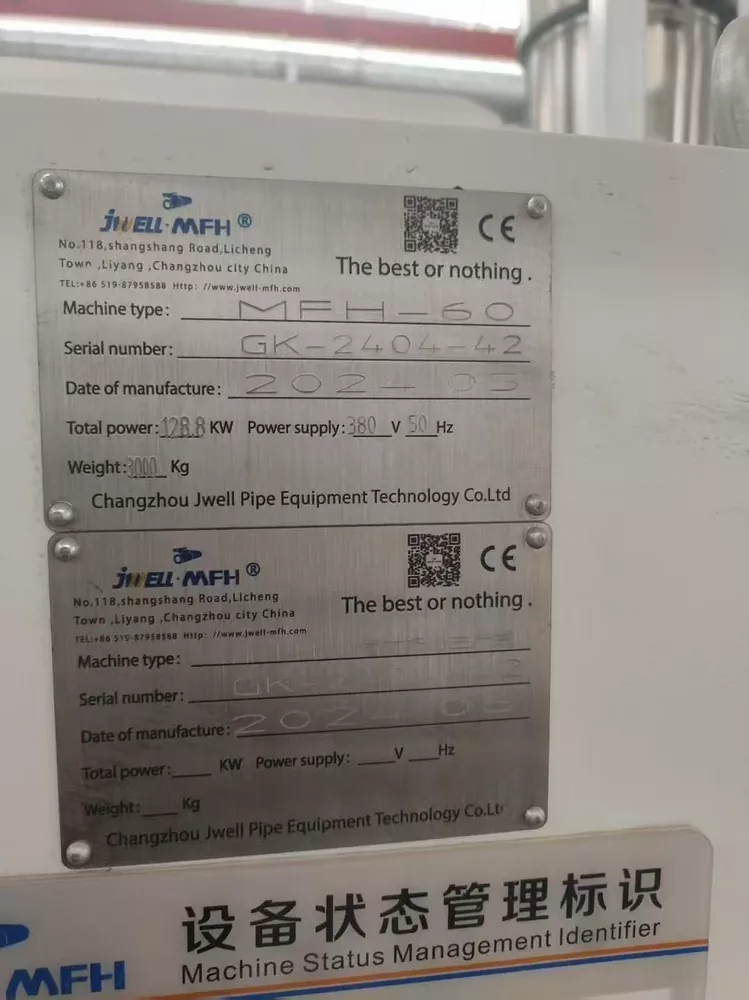 JWELL·MFH ® CE
No.118,shangshang Road,Licheng
Town ,Liyang ,Changzhou city China
The best or nothing .
TEL:+86 519-87958588 Http: //www.jwell-mfh.com
Machine type: MFH-60
Serial number: GK-2404-42
Date of manufacture: 2024 05
Total power:128.8 KW Power supply:380 V 50 Hz
Weight:3000 Kg
Changzhou Jwell Pipe Equipment Technology Co.Ltd
JWELL·MFH ® CE
No.118,shangshang Road,Licheng
Town ,Liyang ,Changzhou city China
The best or nothing .
TEL:+86 519-87958588 Http: //www.jwell-mfh.com
Machine type:
Serial number:
Date of manufacture: 2024 05
Total power: KW Power supply: V Hz
Weight: Kg
Changzhou Jwell Pipe Equipment Technology Co.Lt
设备状态管理标识
MFH Machine Status Management Identifier